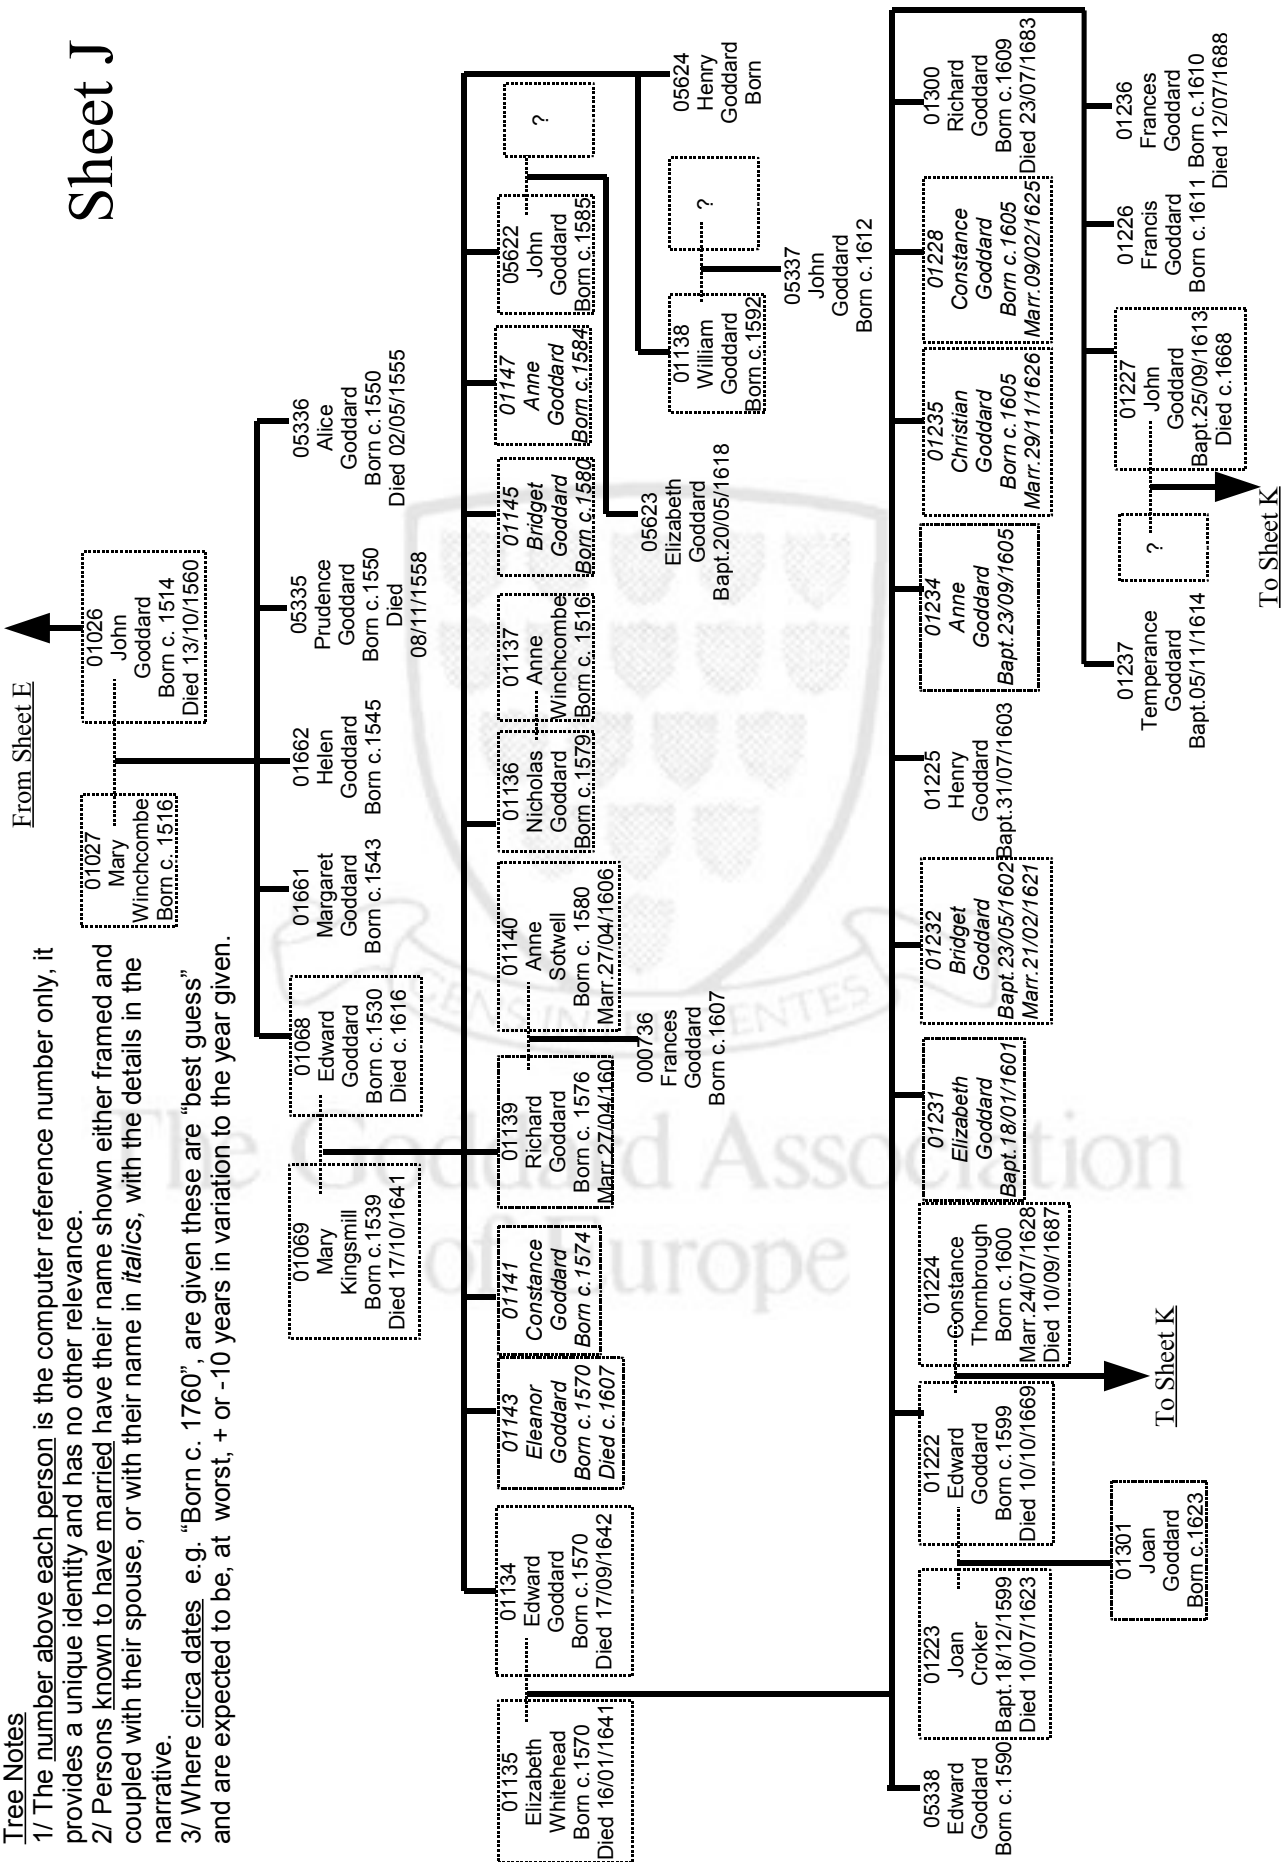 Sheet J
Tree Notes
1/ The number above each person is the computer reference number only, it
provides a unique identity and has no other relevance.
2/ Persons known to have married have their name shown either framed and
coupled with their spouse, or with their name in italics, with the details in the
narrative.
3/ Where circa dates e.g. “Born c. 1760”, are given these are “best guess”
and are expected to be, at worst, + or -10 years in variation to the year given.
From Sheet E
01027
Mary
Winchcombe
Born c. 1516
01026
John
Goddard
Born c. 1514
Died 13/10/1560
01069
Mary
Kingsmill
Born c.1539
Died 17/10/1641
01068
Edward
Goddard
Born c.1530
Died c.1616
01661
Margaret
Goddard
Born c.1543
01662
Helen
Goddard
Born c.1545
05335
Prudence
Goddard
Born c.1550
Died
08/11/1558
05336
Alice
Goddard
Born c.1550
Died 02/05/1555
01135
Elizabeth
Whitehead
Born c.1570
Died 16/01/1641
01134
Edward
Goddard
Born c.1570
Died 17/09/1642
01143
Eleanor
Goddard
Born c.1570
Died c.1607
01141
Constance
Goddard
Born c.1574
01139
Richard
Goddard
Born c. 1576
Marr.27/04/160
01140
Anne
Sotwell
Born c. 1580
Marr.27/04/1606
01136
Nicholas
Goddard
Born c.1579
01137
Anne
Winchcombe
Born c. 1516
01145
Bridget
Goddard
Born c.1580
01147
Anne
Goddard
Born c.1584
05622
John
Goddard
Born c.1585
?
000736
Frances
Goddard
Born c.1607
05623
Elizabeth
Goddard
Bapt.20/05/1618
01138
William
Goddard
Born c.1592
?
05624
Henry
Goddard
Born
05337
John
Goddard
Born c.1612
05338
Edward
Goddard
Born c.1590
01223
Joan
Croker
Bapt.18/12/1599
Died 10/07/1623
01222
Edward
Goddard
Born c.1599
Died 10/10/1669
01224
Constance
Thornbrough
Born c.1600
Marr.24/07/1628
Died 10/09/1687
01231
Elizabeth
Goddard
Bapt.18/01/1601
01232
Bridget
Goddard
Bapt.23/05/1602
Marr.21/02/1621
01225
Henry
Goddard
Bapt.31/07/1603
01234
Anne
Goddard
Bapt.23/09/1605
01235
Christian
Goddard
Born c.1605
Marr.29/11/1626
01228
Constance
Goddard
Born c.1605
Marr.09/02/1625
01300
Richard
Goddard
Born c.1609
Died 23/07/1683
01301
Joan
Goddard
Born c.1623
To Sheet K
01237
Temperance
Goddard
Bapt.05/11/1614
?
01227
John
Goddard
Bapt.25/09/1613
Died c.1668
01226
Francis
Goddard
Born c.1611
01236
Frances
Goddard
Born c.1610
Died 12/07/1688
To Sheet K
The Goddard Association
of Europe